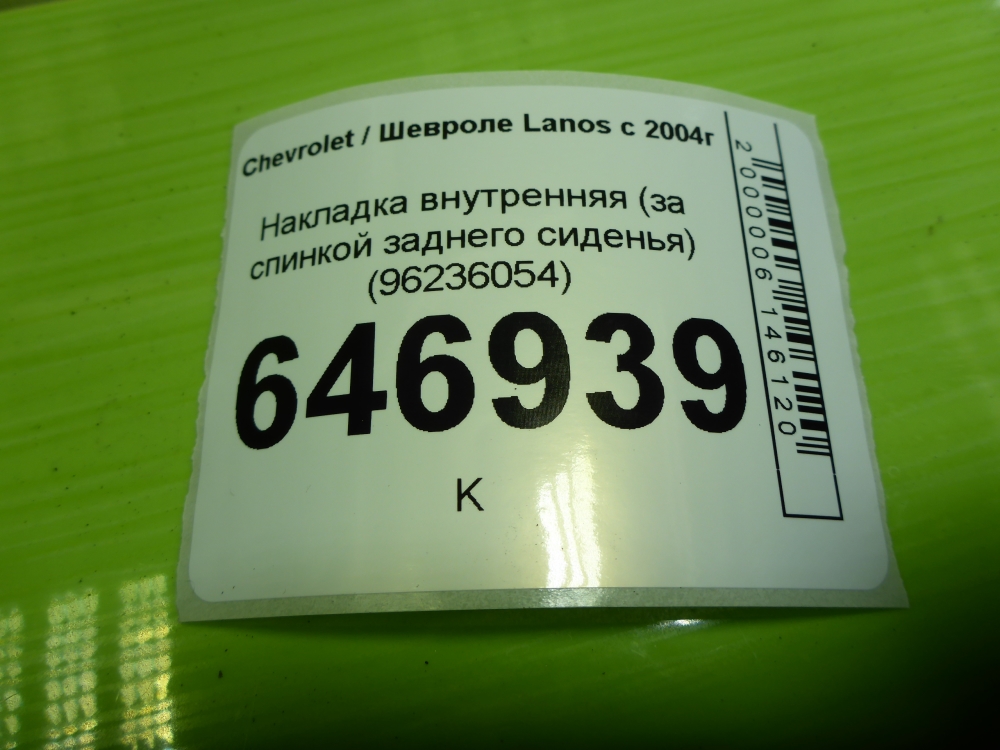 Chevrolet / Шевроле Lanos с 2004г
Накладка внутренняя (за
спинкой заднего сиденья)
(96236054)
646939
К
2000006146120